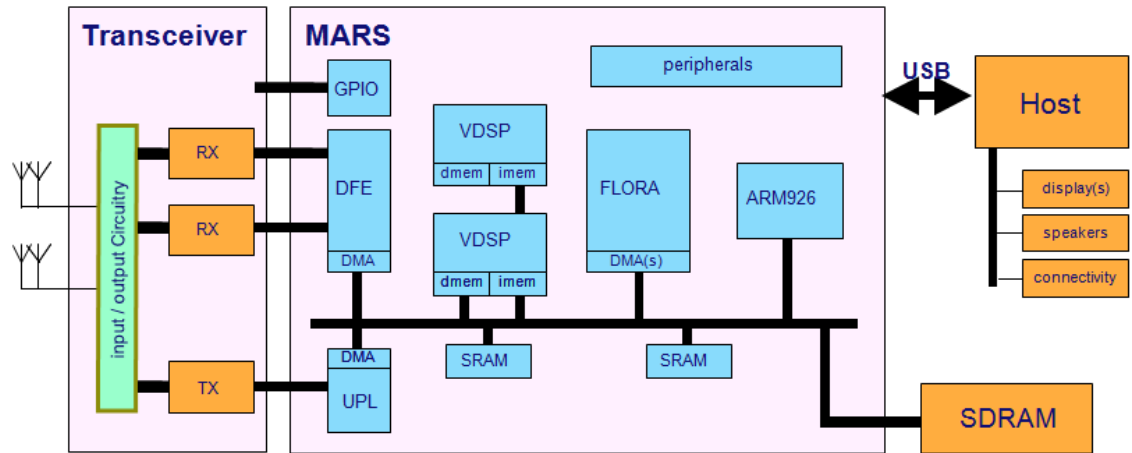 Transceiver
MARS
peripherals
USB
Host
GPIO
VDSP
dmem imem
RX
DFE
FLORA
ARM926
display(s)
speakers
connectivity
RX
VDSP
dmem imem
DMA
DMA(s)
input / output Circuitry
DMA
SRAM
SRAM
TX
UPL
SDRAM